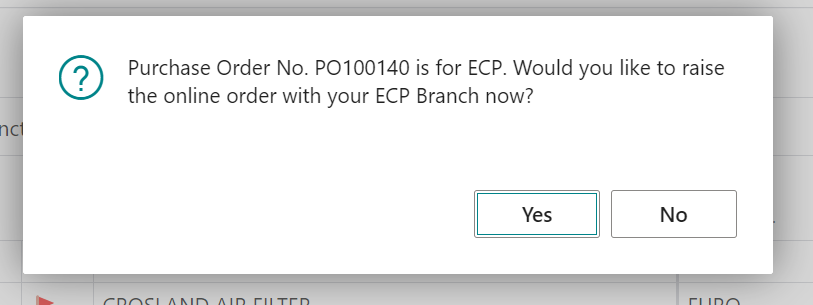 Purchase Order No. PO100140 is for ECP. Would you like to raise
the online order with your ECP Branch now?
nct
Yes No
CROSLAND AIR FILTER EURO